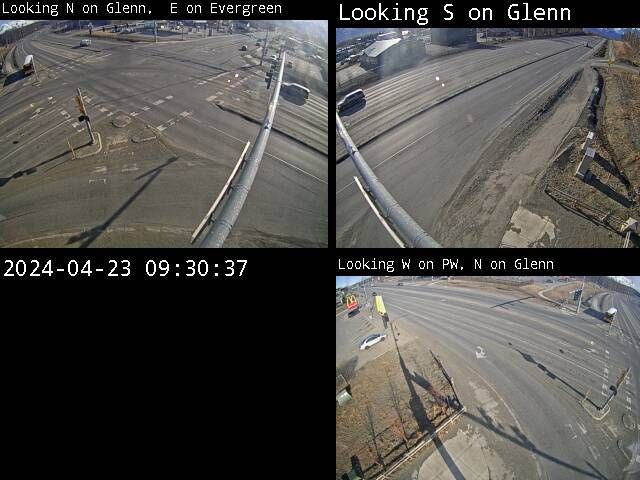 Looking N on Glenn, E on Evergreen
Looking S on Glenn
2024-04-23 09:30:37
Looking W on PW, N on Glenn